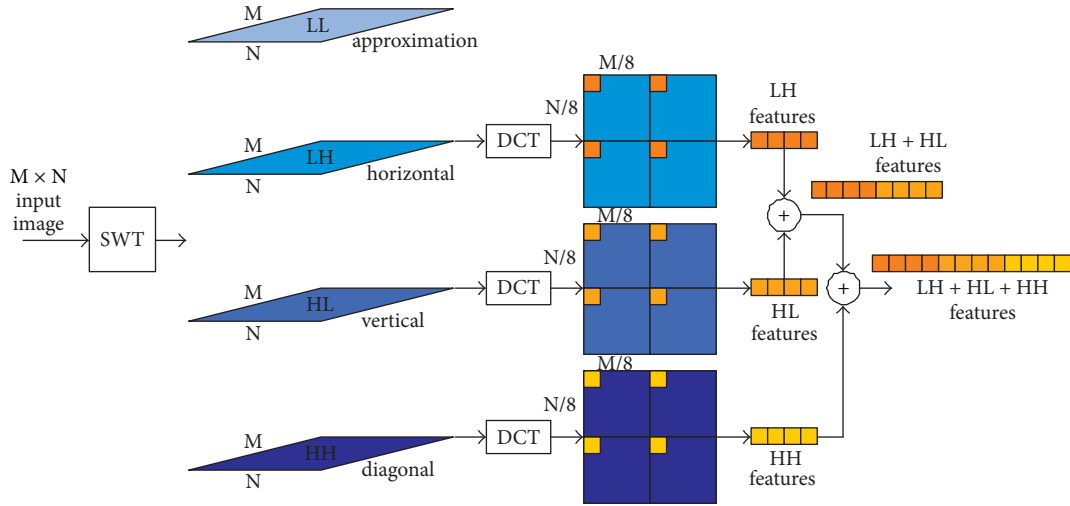 M × N
input
image
SWT
M
LL
N
approximation
M
LH
N
horizontal
DCT
M/8
N/8
LH
features
LH + HL
features
+
M
HL
N
vertical
DCT
M/8
N/8
HL
features
+
LH + HL + HH
features
M
HH
N
diagonal
DCT
M/8
N/8
HH
features